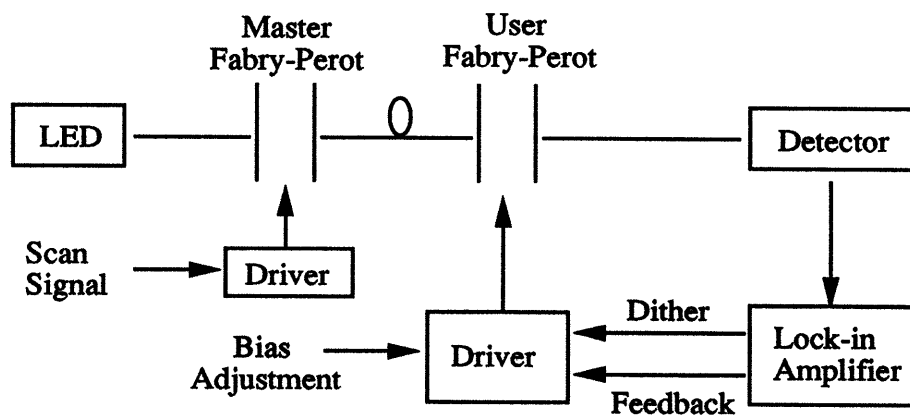 Master
Fabry-Perot
User
Fabry-Perot
LED
Detector
Scan
Signal
Driver
Bias
Adjustment
Driver
Dither
Feedback
Lock-in
Amplifier